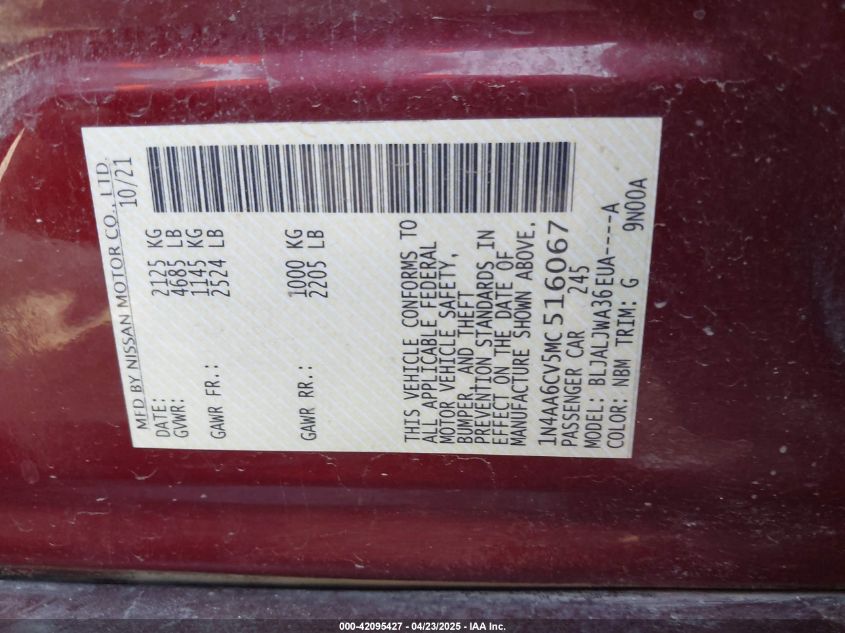 MFD BY NISSAN MOTOR CO., LTD.
DATE: 10/21
GVWR: 2125 KG
4685 LB
GAWR FR.: 1145 KG
2524 LB
GAWR RR.: 1000 KG
2205 LB
THIS VEHICLE CONFORMS TO
ALL APPLICABLE FEDERAL
MOTOR VEHICLE SAFETY,
BUMPER, AND THEFT
PREVENTION STANDARDS IN
EFFECT ON THE DATE OF
MANUFACTURE SHOWN ABOVE.
1N4AA6CV5MC516067
PASSENGER CAR 245
MODEL: BLJALJWA36EUA----A
COLOR: NBM TRIM: G 9N00A
000-42095427 - 04/23/2025 - IAA Inc.